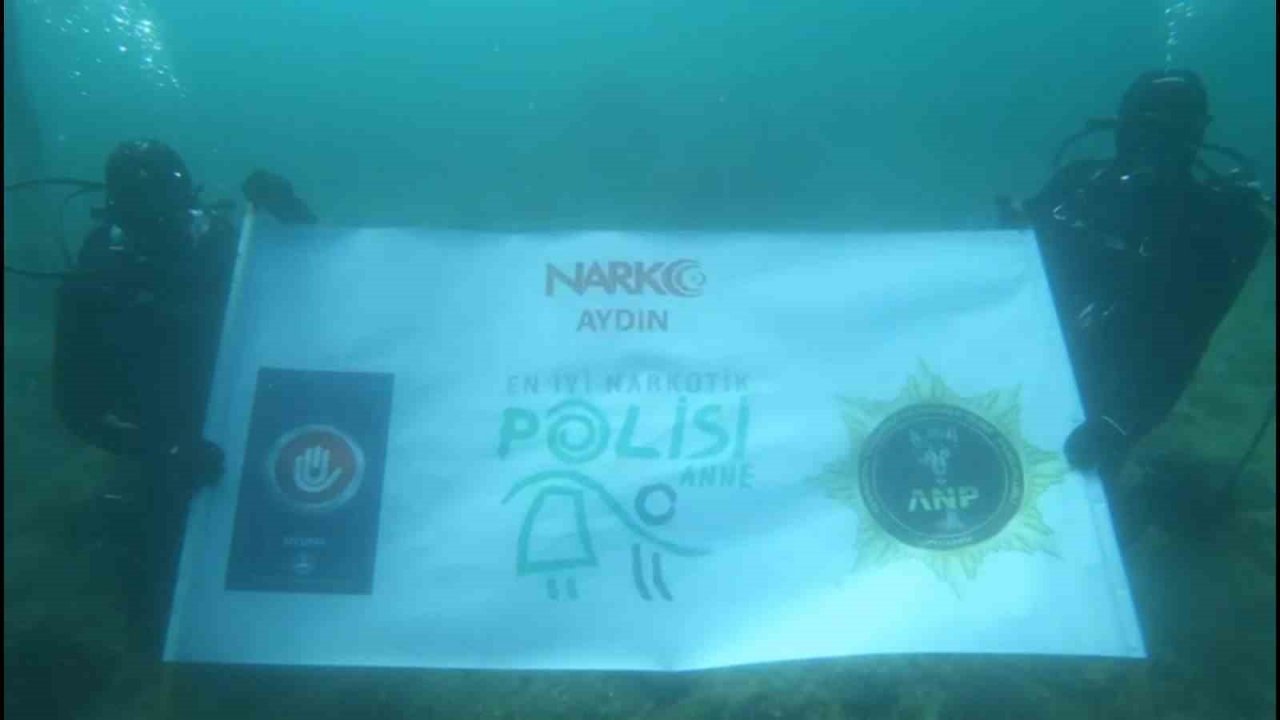 NARKO
AYDIN
EN İYİ NARKOTİK
POLİSİ
ANNE
ANP